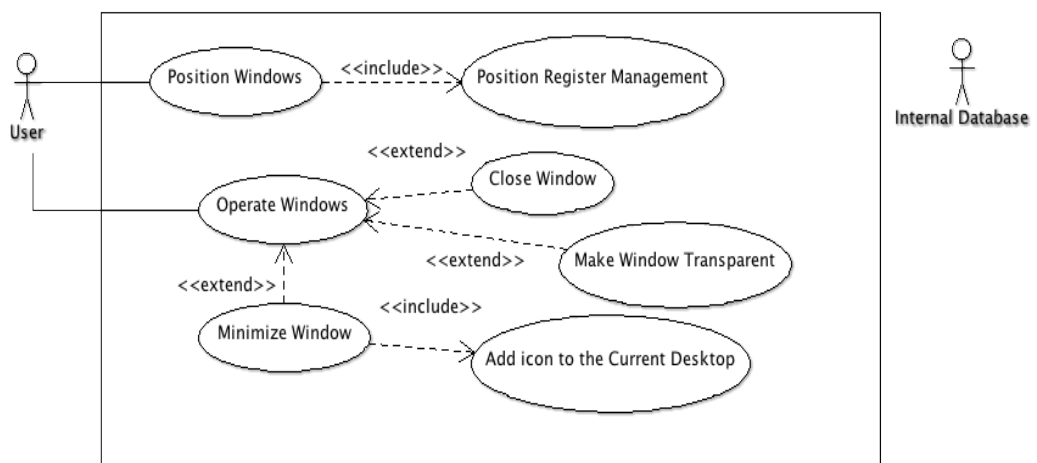 Position Windows
<<include>>
Position Register Management
User
Internal Database
<<extend>>
Close Window
Operate Windows
<<extend>>
Make Window Transparent
<<extend>>
<<include>>
Minimize Window
Add icon to the Current Desktop